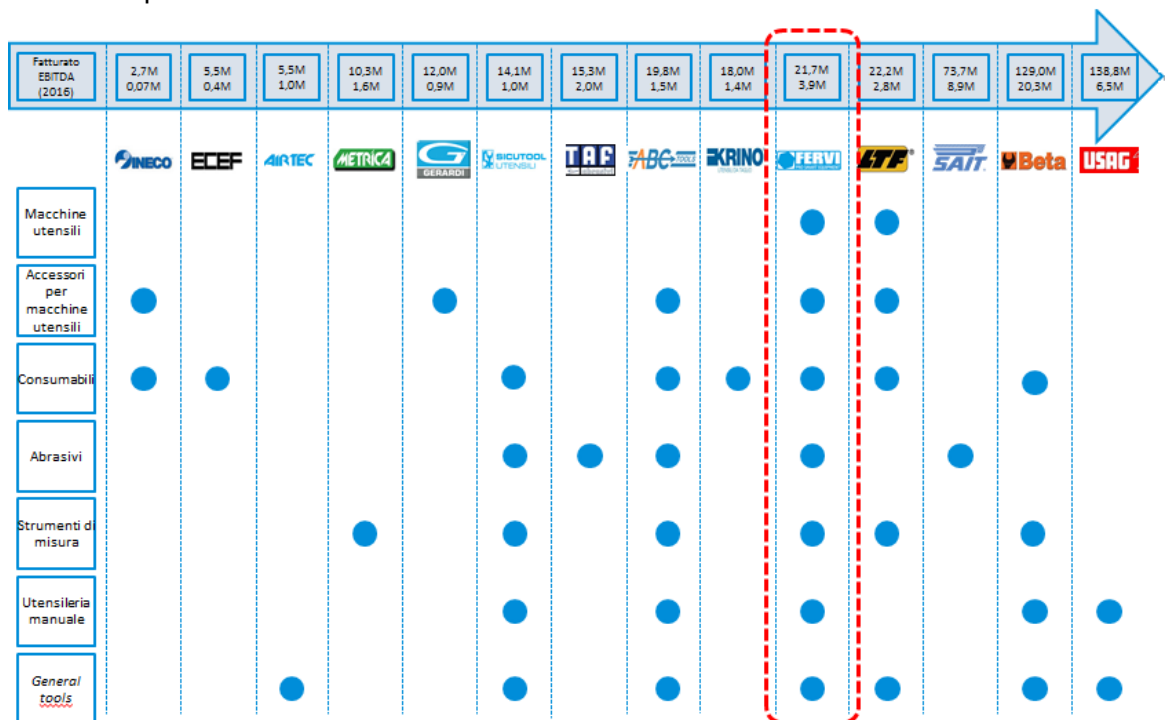 Fatturato
EBITDA
(2016)
2,7M
0,07M
5,5M
0,4M
5,5M
1,0M
10,3M
1,6M
12,0M
0,9M
14,1M
1,0M
15,3M
2,0M
19,8M
1,5M
18,0M
1,4M
21,7M
3,9M
22,2M
2,8M
73,7M
8,9M
129,0M
20,3M
138,8M
6,5M
INECO
ECEF
AIRTEC
METRICA
G
GERARDI
SICUTOOL
UTENSILI
TAF
ABC TOOLS
KRINO
FERVI
LTF
SAIT
Beta
USAG
Macchine
utensili
Accessori
per
macchine
utensili
Consumabili
Abrasivi
Strumenti di
misura
Utensileria
manuale
General
tools